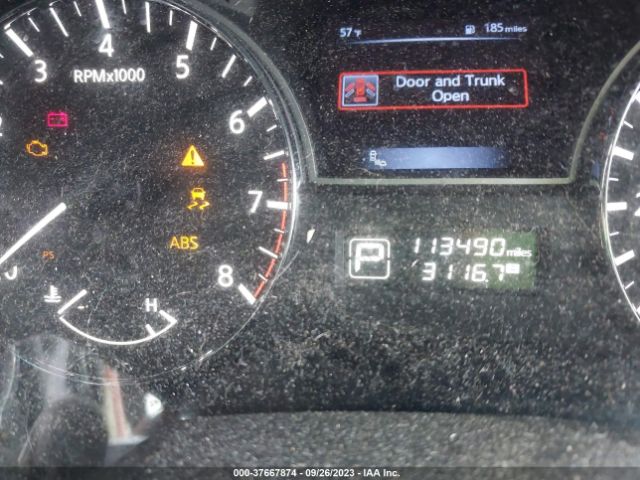 57°F 185 miles
3 4 5 6 7 8
RPMx1000
Door and Trunk
Open
ABS
PS
P
113490 miles
3116.7
H
000-37667874 | 09/26/2023 | IAA Inc.